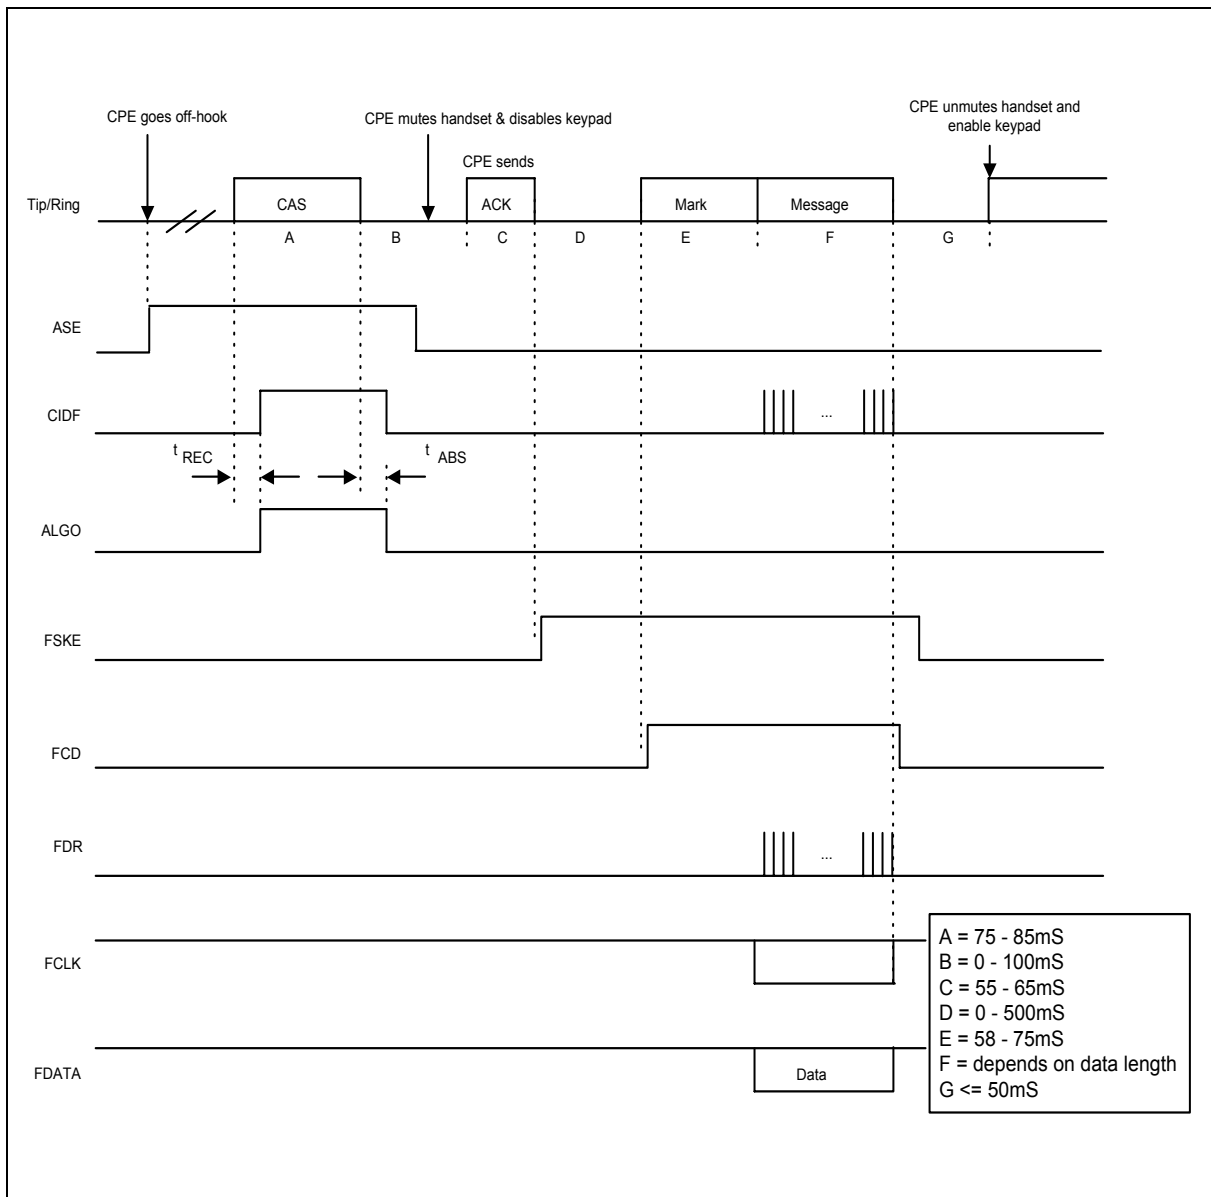 CPE goes off-hook
CPE mutes handset & disables keypad
CPE unmutes handset and
enable keypad
CPE sends
Tip/Ring
CAS
ACK
Mark
Message
A
B
C
D
E
F
G
ASE
CIDF
...
t REC
t ABS
ALGO
FSKE
FCD
FDR
...
FCLK
FDATA
Data
A = 75 - 85mS
B = 0 - 100mS
C = 55 - 65mS
D = 0 - 500mS
E = 58 - 75mS
F = depends on data length
G <= 50mS